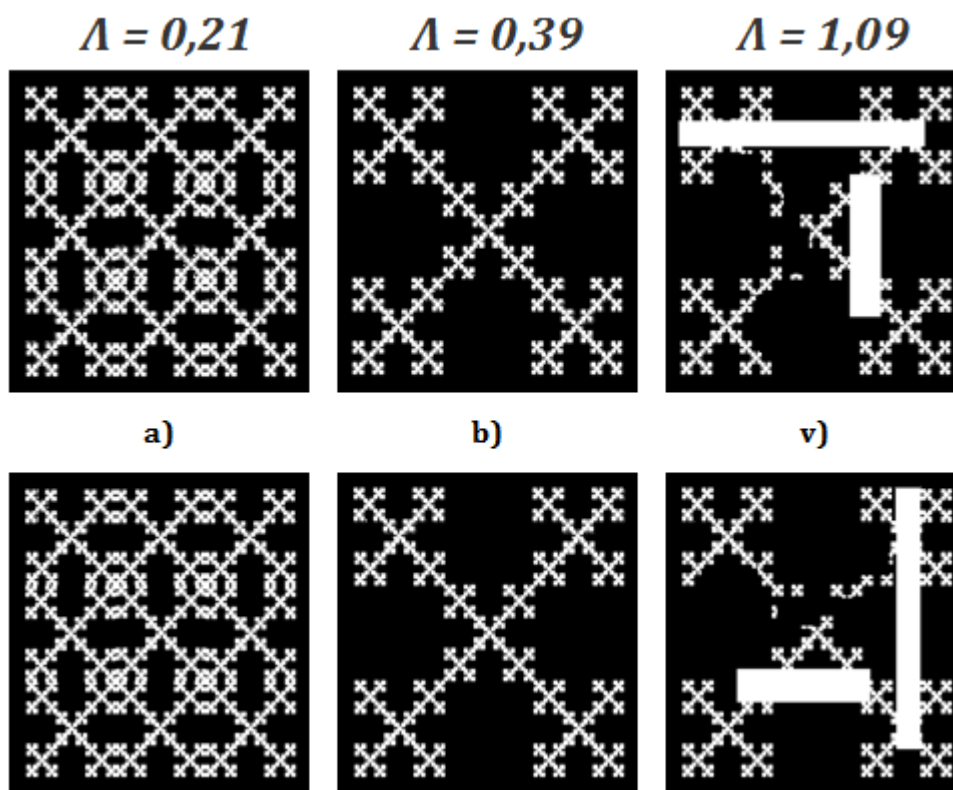 Λ = 0,21 Λ = 0,39 Λ = 1,09
a) b) v)